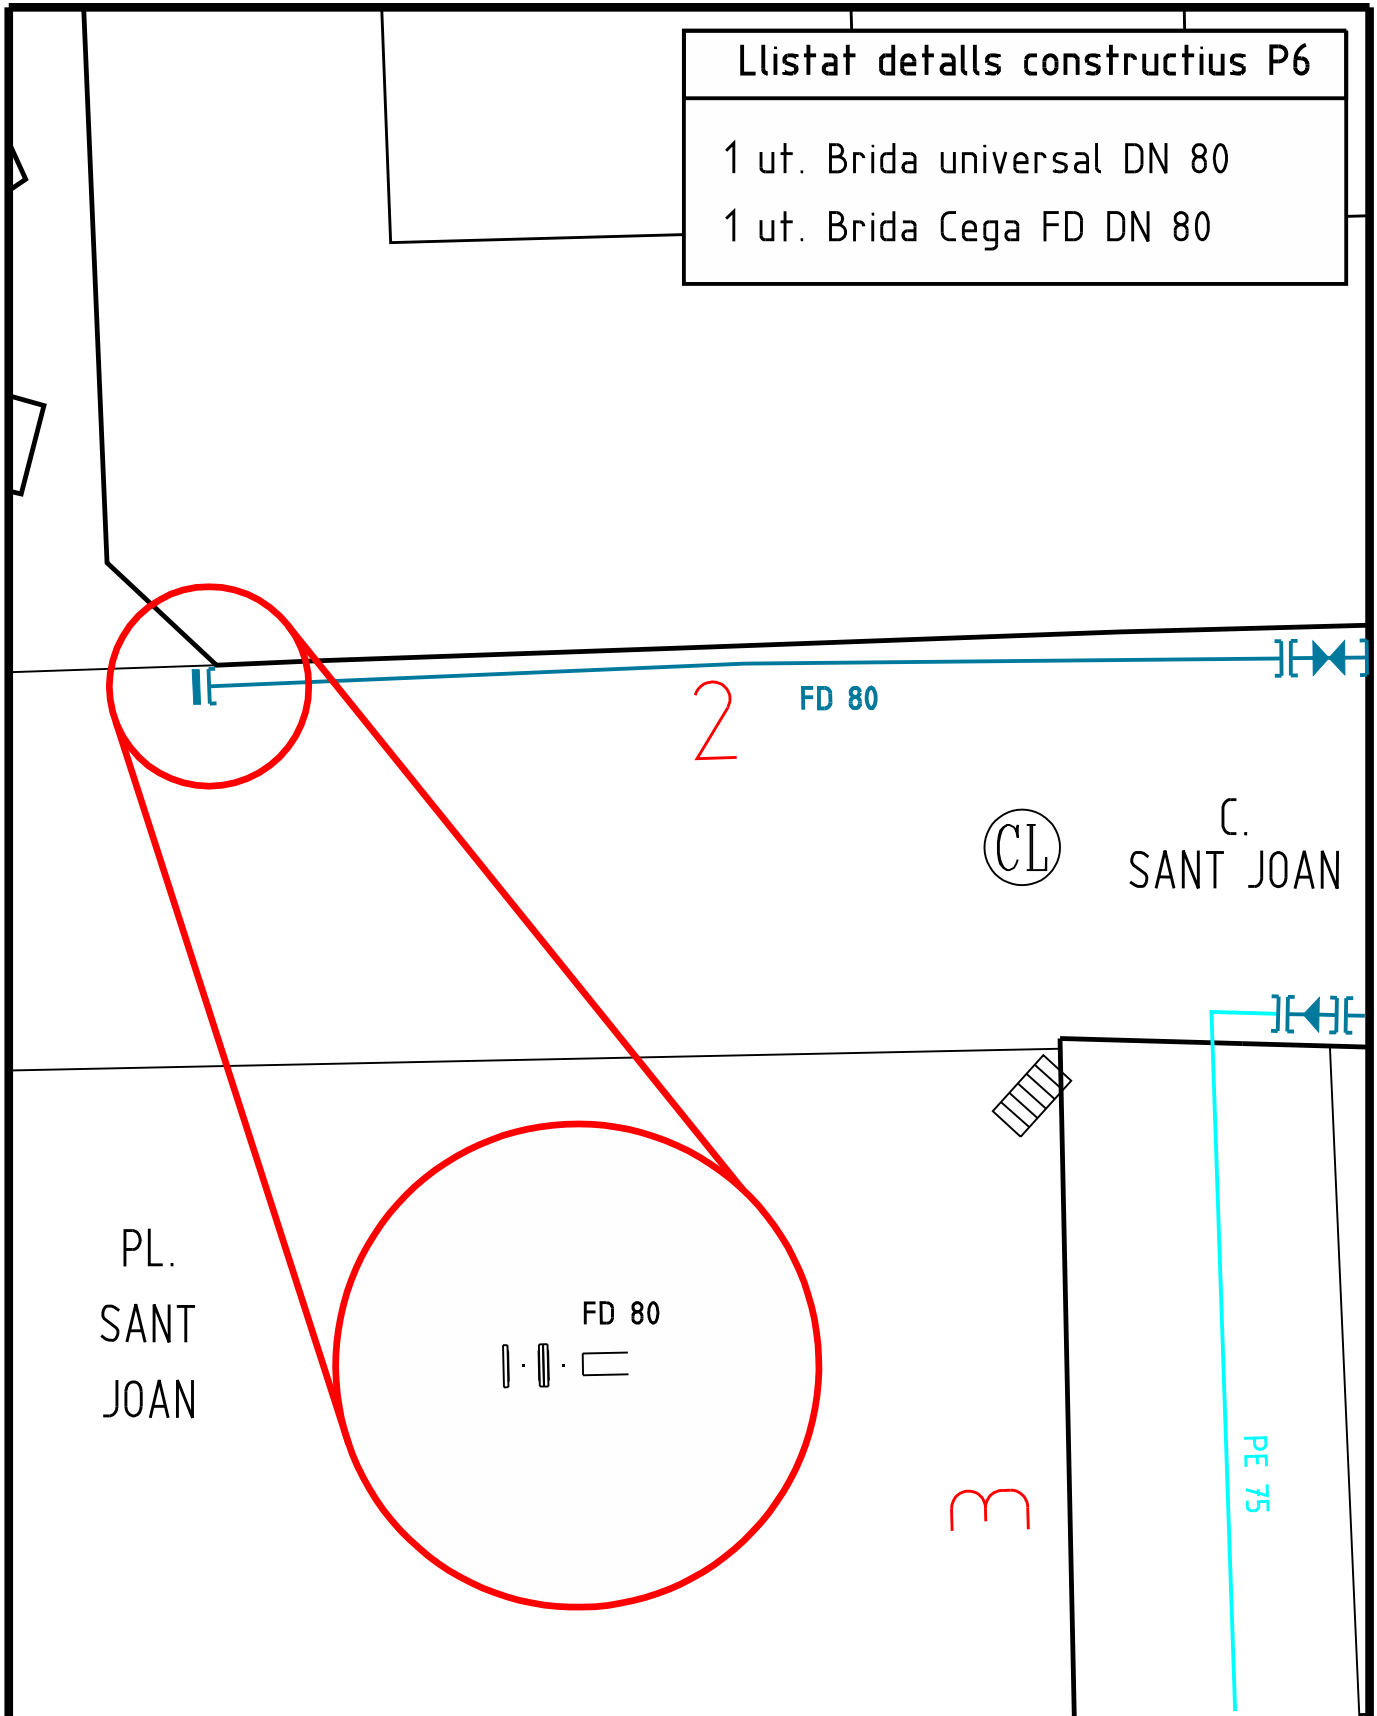 Llistat detalls constructius P6
1 ut. Brida universal DN 80
1 ut. Brida Cega FD DN 80
2
FD 80
CL
C.
SANT JOAN
PL.
SANT
JOAN
FD 80
3
PE 75